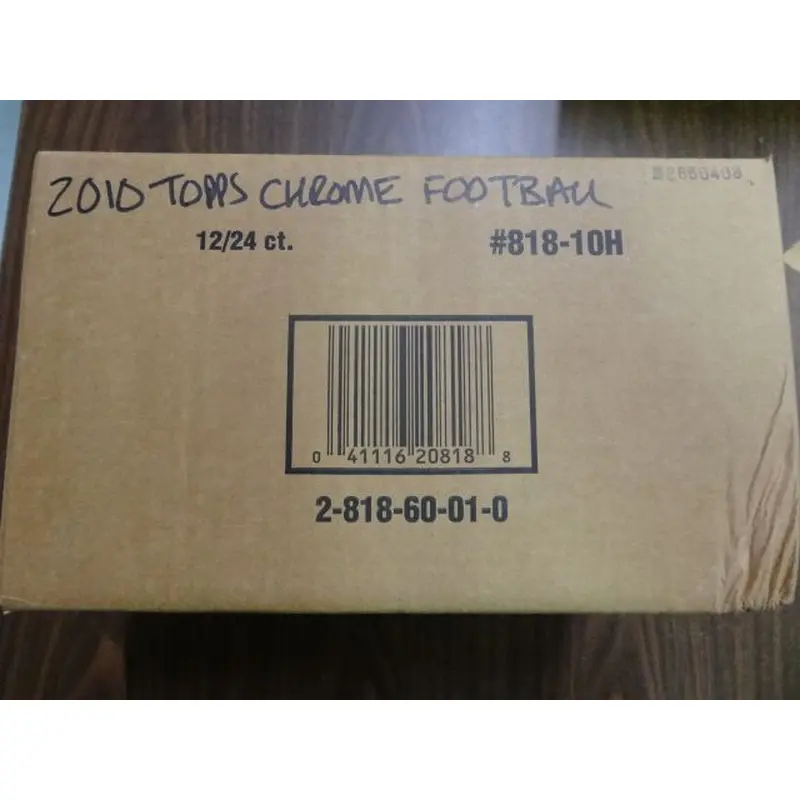 2010 TOPPS CHROME FOOTBALL
12/24 ct.
#818-10H
0 41116 20818 8
2-818-60-01-0